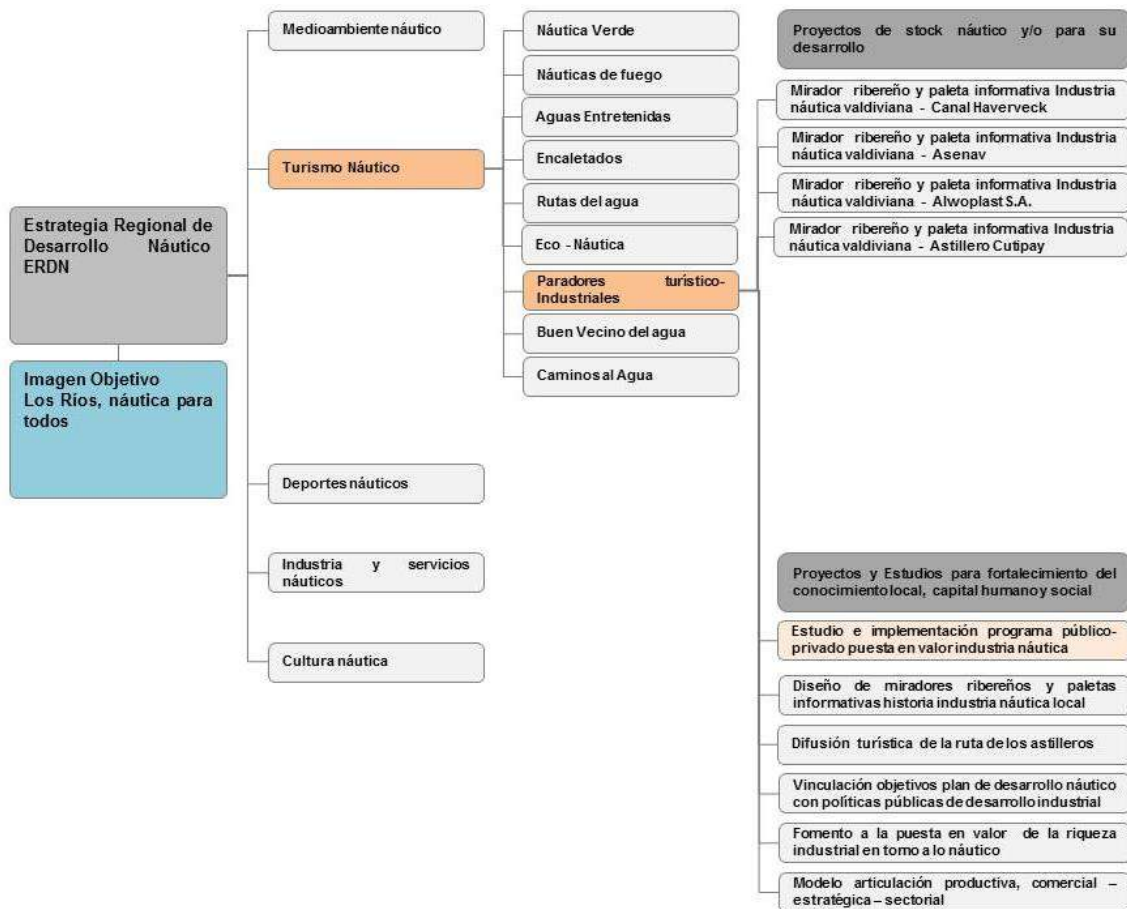 Estrategia Regional de
Desarrollo Náutico
ERDN
Imagen Objetivo
Los Ríos, náutica para
todos
Medioambiente náutico
Turismo Náutico
Deportes náuticos
Industria y servicios
náuticos
Cultura náutica
Náutica Verde
Náuticas de fuego
Aguas Entretenidas
Encaletados
Rutas del agua
Eco - Náutica
Paradores turístico-
Industriales
Buen Vecino del agua
Caminos al Agua
Proyectos de stock náutico y/o para su
desarrollo
Mirador ribereño y paleta informativa Industria
náutica valdiviana - Canal Haverveck
Mirador ribereño y paleta informativa Industria
náutica valdiviana - Asenav
Mirador ribereño y paleta informativa Industria
náutica valdiviana - Alwoplast S.A.
Mirador ribereño y paleta informativa Industria
náutica valdiviana - Astillero Cutipay
Proyectos y Estudios para fortalecimiento del
conocimiento local, capital humano y social
Estudio e implementación programa público-
privado puesta en valor industria náutica
Diseño de miradores ribereños y paletas
informativas historia industria náutica local
Difusión turística de la ruta de los astilleros
Vinculación objetivos plan de desarrollo náutico
con políticas públicas de desarrollo industrial
Fomento a la puesta en valor de la riqueza
industrial en torno a lo náutico
Modelo articulación productiva, comercial –
estratégica – sectorial